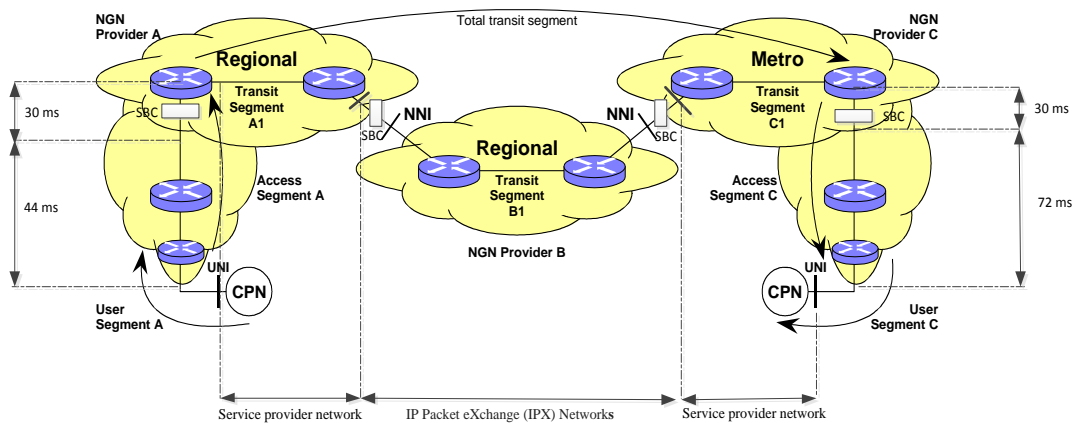 Total transit segment
NGN
Provider A
NGN
Provider C
Regional
Metro
Transit
Segment
A1
Transit
Segment
C1
30 ms
30 ms
SBC
SBC
NNI
NNI
SBC
SBC
Regional
Transit
Segment
B1
Access
Segment A
Access
Segment C
44 ms
72 ms
NGN Provider B
UNI
UNI
CPN
CPN
User
Segment A
User
Segment C
Service provider network
IP Packet eXchange (IPX) Networks
Service provider network